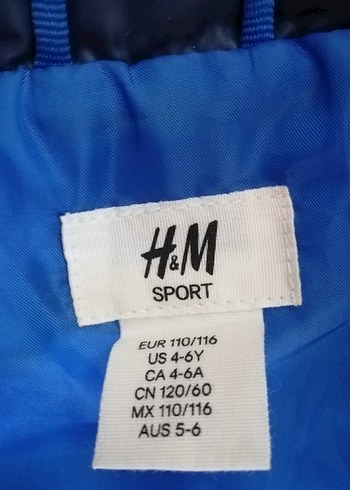 H&M
SPORT
EUR 110/116
US 4-6Y
CA 4-6A
CN 120/60
MX 110/116
AUS 5-6